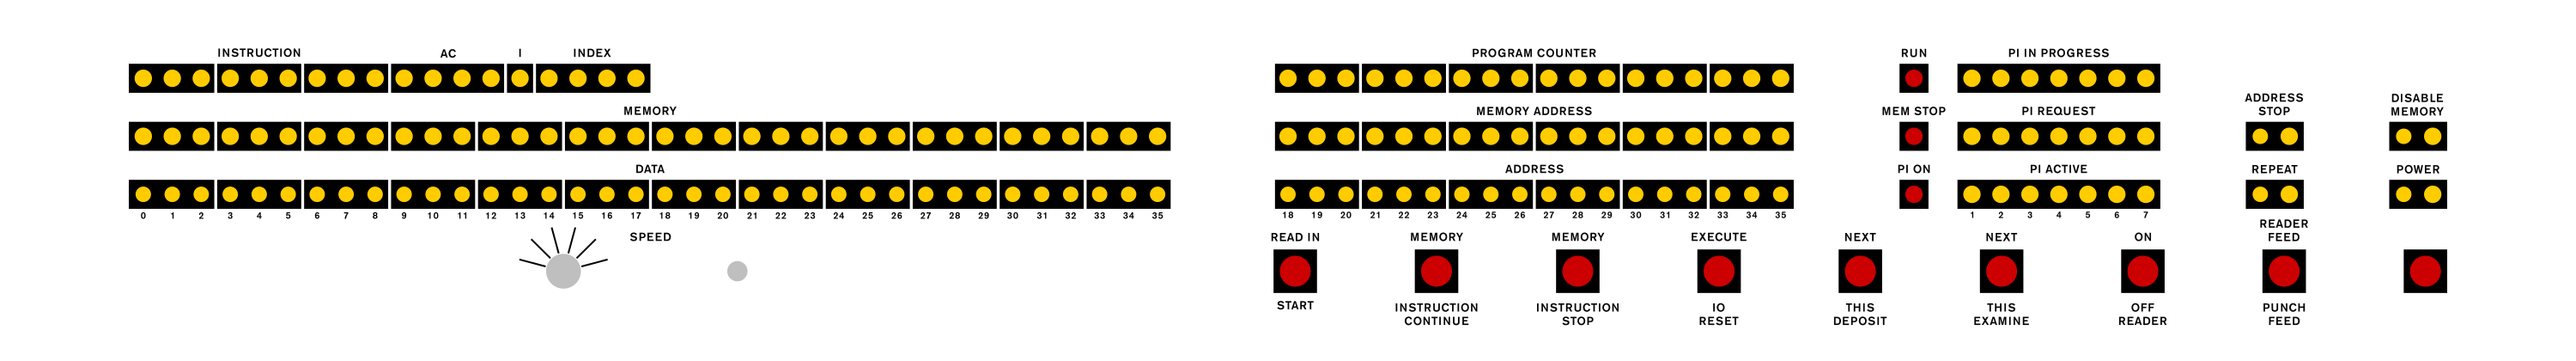 INSTRUCTION AC I INDEX PROGRAM COUNTER RUN PI IN PROGRESS
ADDRESS STOP DISABLE MEMORY
MEMORY MEMORY ADDRESS MEM STOP PI REQUEST
DATA ADDRESS PI ON PI ACTIVE REPEAT POWER
0 1 2 3 4 5 6 7 8 9 10 11 12 13 14 15 16 17 18 19 20 21 22 23 24 25 26 27 28 29 30 31 32 33 34 35 18 19 20 21 22 23 24 25 26 27 28 29 30 31 32 33 34 35 1 2 3 4 5 6 7
SPEED READ IN MEMORY MEMORY EXECUTE NEXT NEXT ON READER FEED
START INSTRUCTION CONTINUE INSTRUCTION STOP IO RESET THIS DEPOSIT THIS EXAMINE OFF READER PUNCH FEED